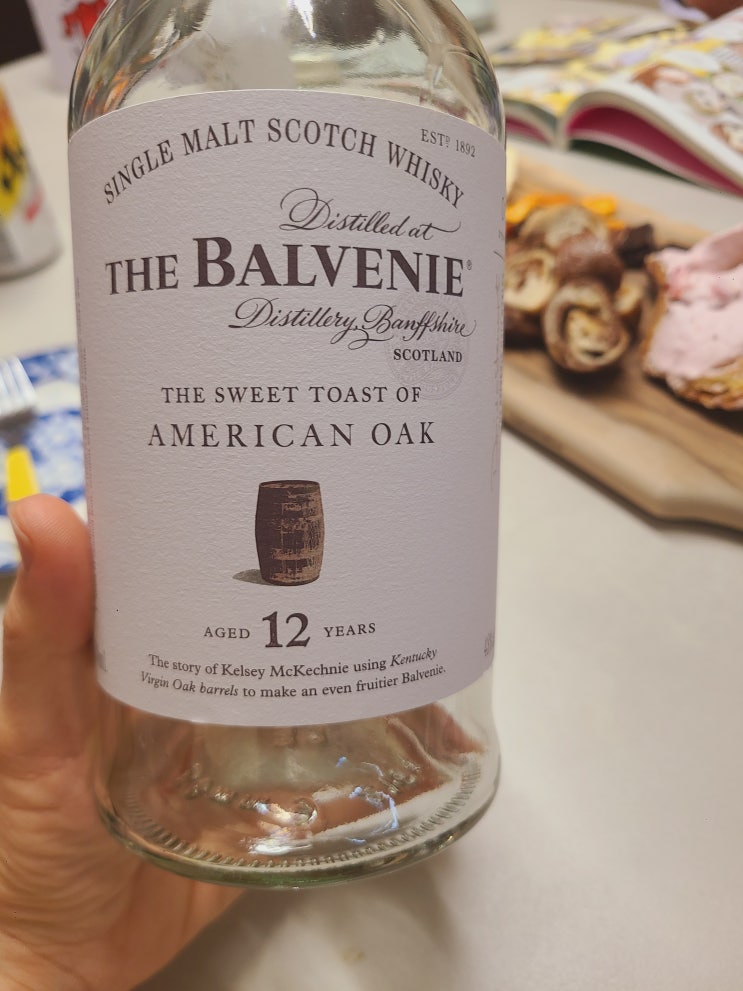 SINGLE MALT SCOTCH WHISKY
ESTD 1892
Distilled at
THE BALVENIE®
Distillery, Banffshire
SCOTLAND
THE SWEET TOAST OF
AMERICAN OAK
AGED 12 YEARS
The story of Kelsey McKechnie using Kentucky
Virgin Oak barrels to make an even fruitier Balvenie.